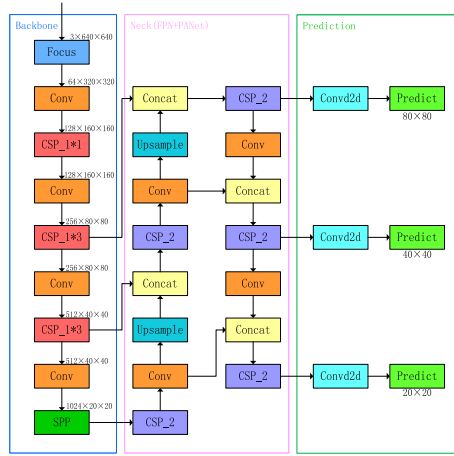 Backbone
3×640×640
Focus
64×320×320
Conv
128×160×160
CSP_1*1
128×160×160
Conv
256×80×80
CSP_1*3
256×80×80
Conv
512×40×40
CSP_1*3
512×40×40
Conv
1024×20×20
SPP
Neck(FPN+PANet)
Concat
Upsample
Conv
CSP_2
Concat
Upsample
Conv
CSP_2
CSP_2
Conv
Concat
CSP_2
Conv
Concat
CSP_2
Prediction
Convd2d
Predict
80×80
Convd2d
Predict
40×40
Convd2d
Predict
20×20